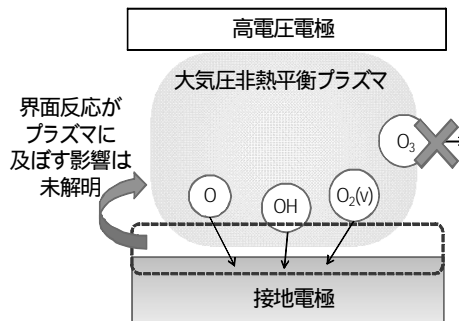 高電圧電極
大気圧非熱平衡プラズマ
界面反応が
プラズマに
及ぼす影響は
未解明
O₃
O
OH
O₂(v)
接地電極